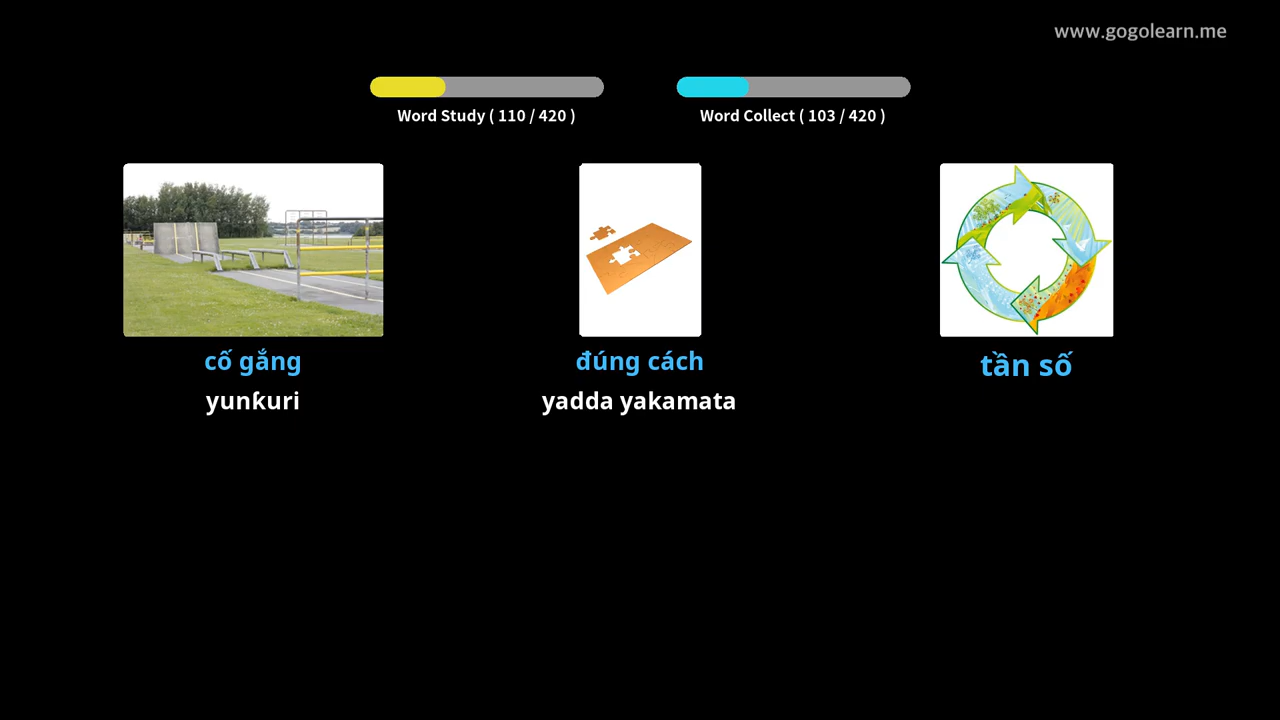 www.gogolearn.me
Word Study ( 110 / 420 )
Word Collect ( 103 / 420 )
cố gắng
yunƙuri
đúng cách
yadda yakamata
tần số